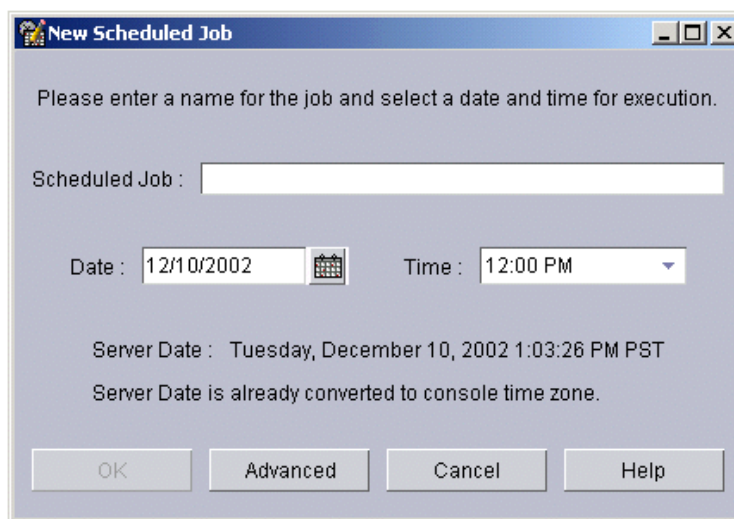 New Scheduled Job
Please enter a name for the job and select a date and time for execution.
Scheduled Job :
Date : 12/10/2002 Time : 12:00 PM
Server Date : Tuesday, December 10, 2002 1:03:26 PM PST
Server Date is already converted to console time zone.
OK Advanced Cancel Help